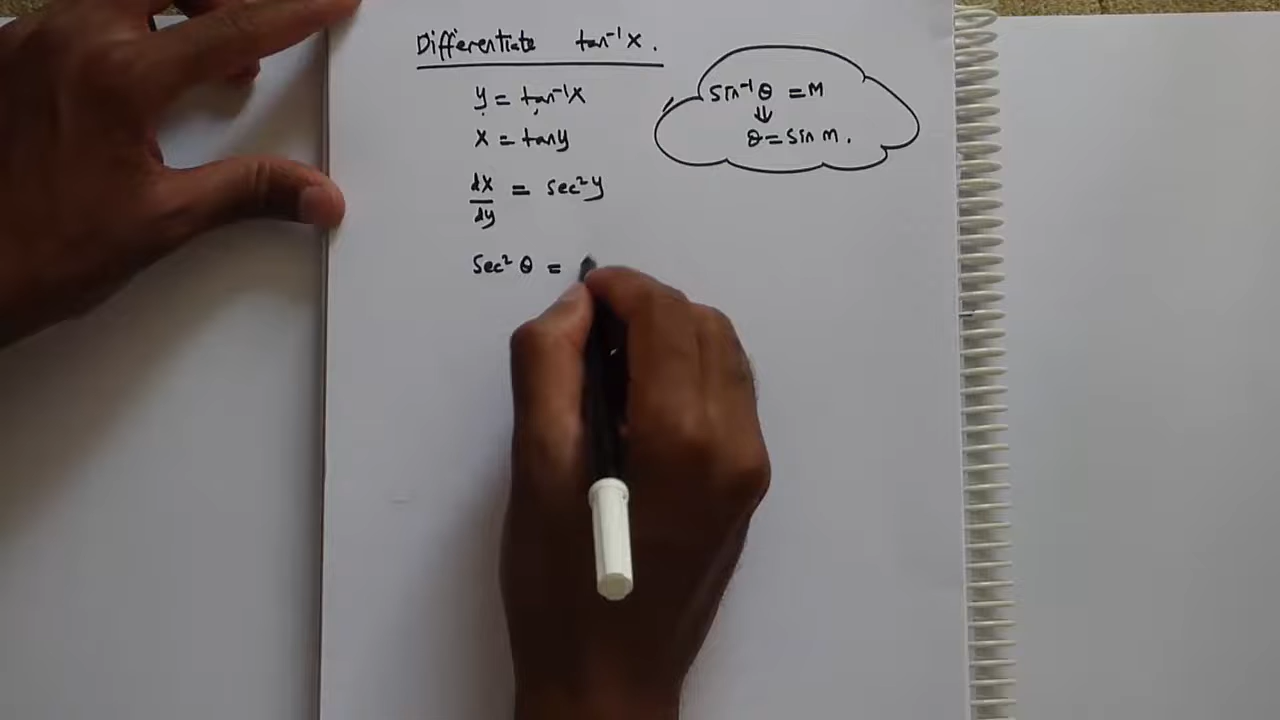 Differentiate tan⁻¹x.
y = tan⁻¹x
x = tany
dx/dy = sec²y
Sec²θ =
sin⁻¹θ = M
⇓
θ = sin M.